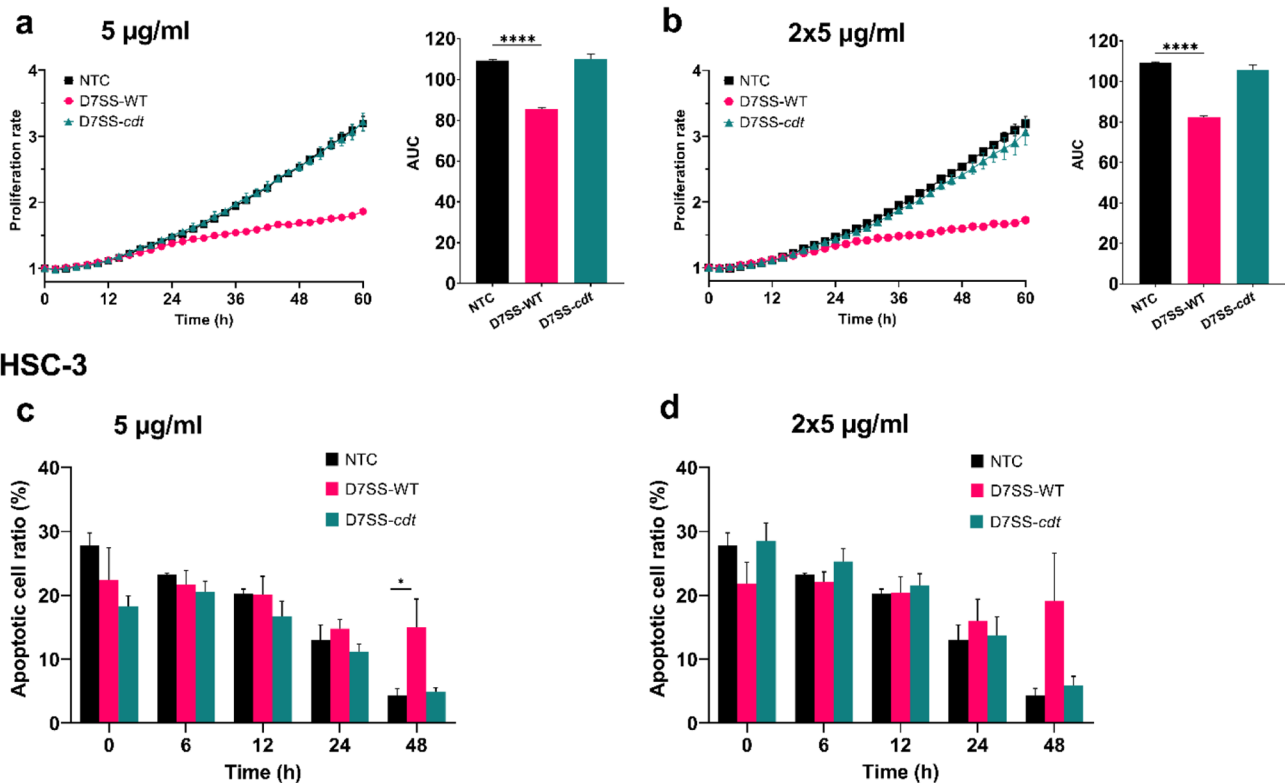 a
5 µg/ml
Proliferation rate
4
3
2
1
NTC
D7SS-WT
D7SS-cdt
0
12
24
36
48
60
Time (h)
AUC
120
100
80
60
40
20
0
****
NTC
D7SS-WT
D7SS-cdt
b
2x5 µg/ml
Proliferation rate
4
3
2
1
NTC
D7SS-WT
D7SS-cdt
0
12
24
36
48
60
Time (h)
AUC
120
100
80
60
40
20
0
****
NTC
D7SS-WT
D7SS-cdt
HSC-3
c
5 µg/ml
Apoptotic cell ratio (%)
40
30
20
10
0
NTC
D7SS-WT
D7SS-cdt
*
0
6
12
24
48
Time (h)
d
2x5 µg/ml
Apoptotic cell ratio (%)
40
30
20
10
0
NTC
D7SS-WT
D7SS-cdt
0
6
12
24
48
Time (h)